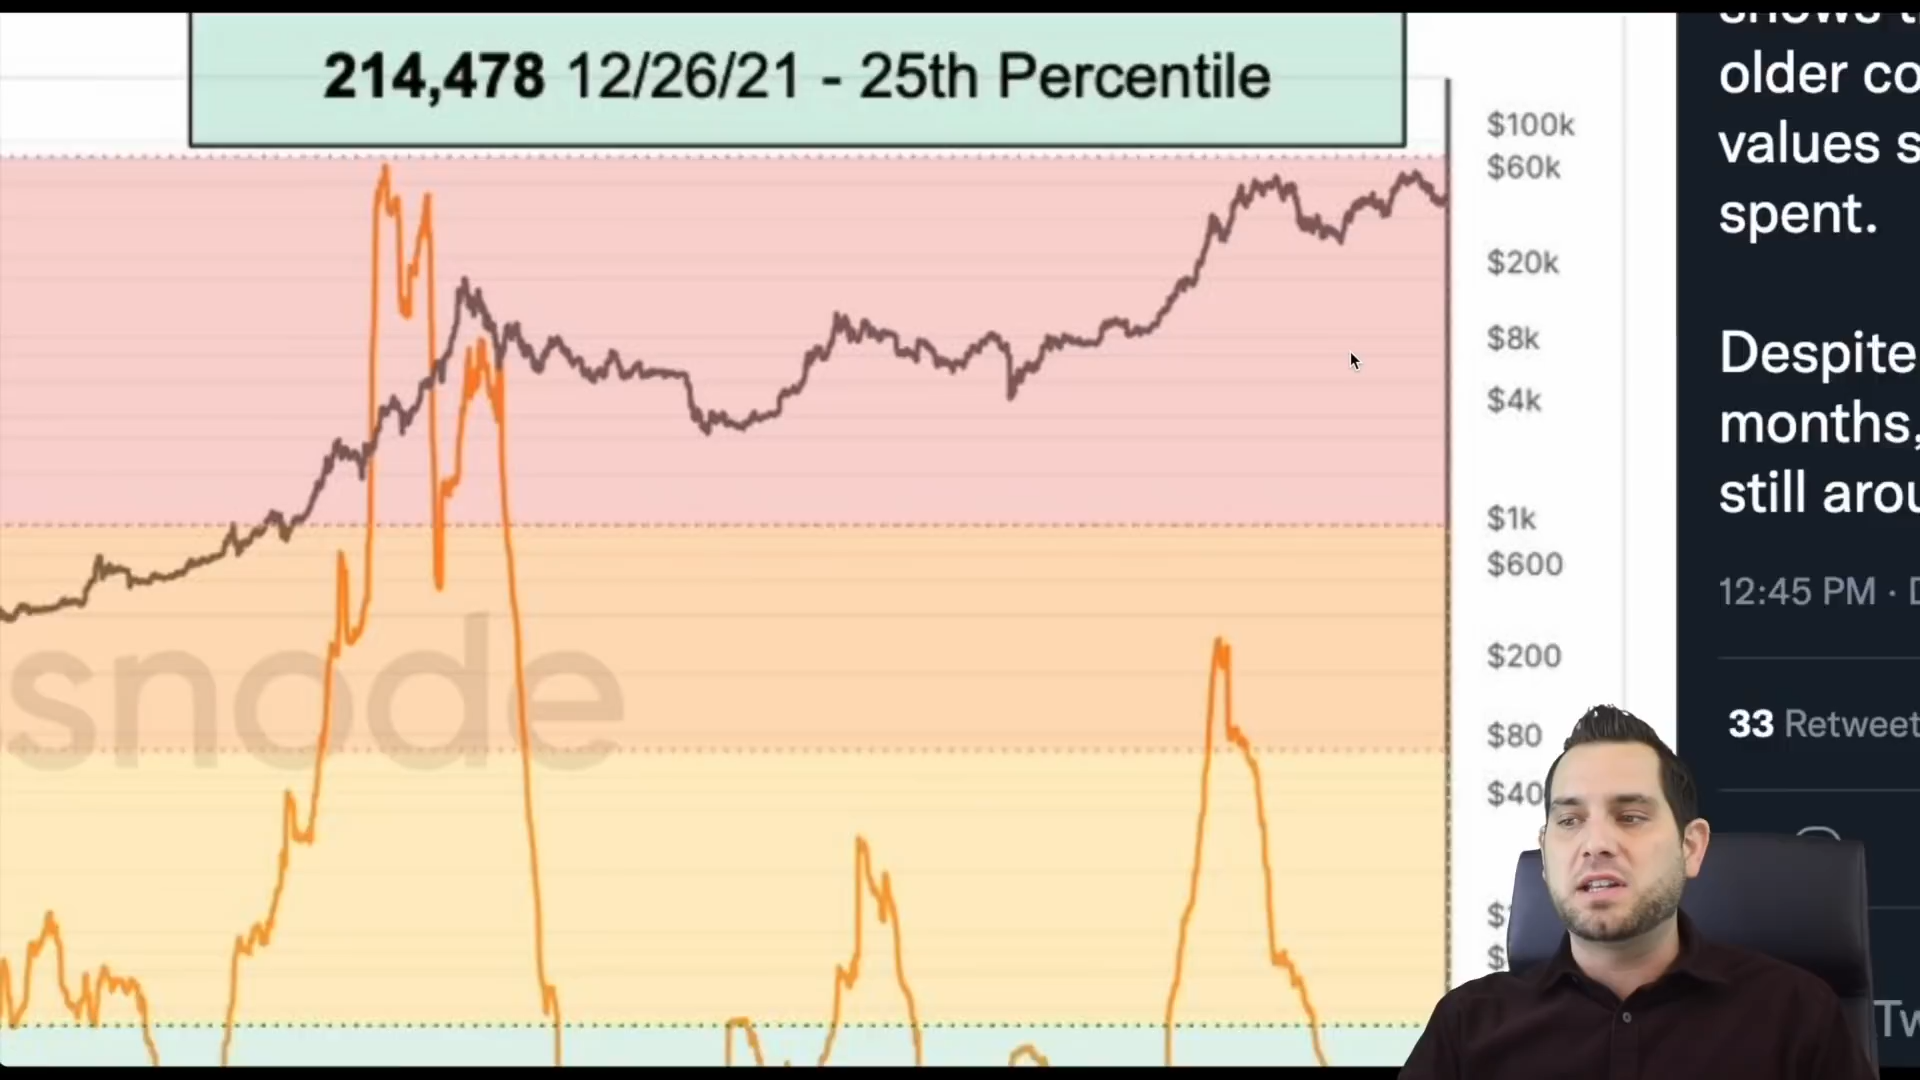 214,478 12/26/21 - 25th Percentile
$100k
$60k
$20k
$8k
$4k
$1k
$600
$200
$80
$40
snode
older co
values s
spent.
Despite
months,
still arou
12:45 PM ·
33 Retweet
Tw